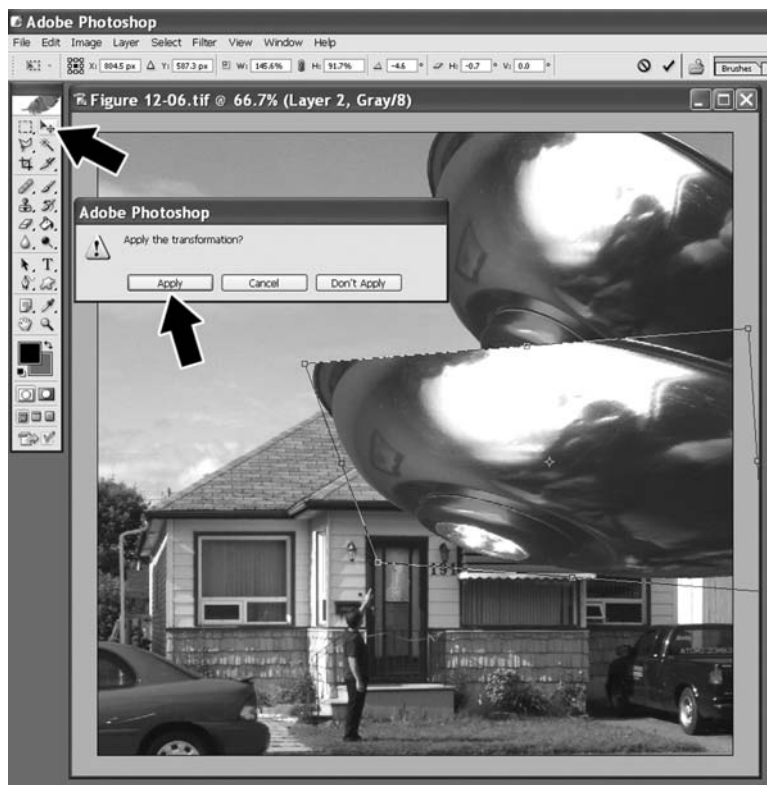 Adobe Photoshop
File Edit Image Layer Select Filter View Window Help
X: 804.5 px Δ Y: 587.3 px W: 145.6% H: 91.7% -4.6 ° H: -0.7 ° V: 0.0 ° Brushes
Figure 12-06.tif @ 66.7% (Layer 2, Gray/8)
Adobe Photoshop
Apply the transformation?
Apply Cancel Don't Apply
T
191